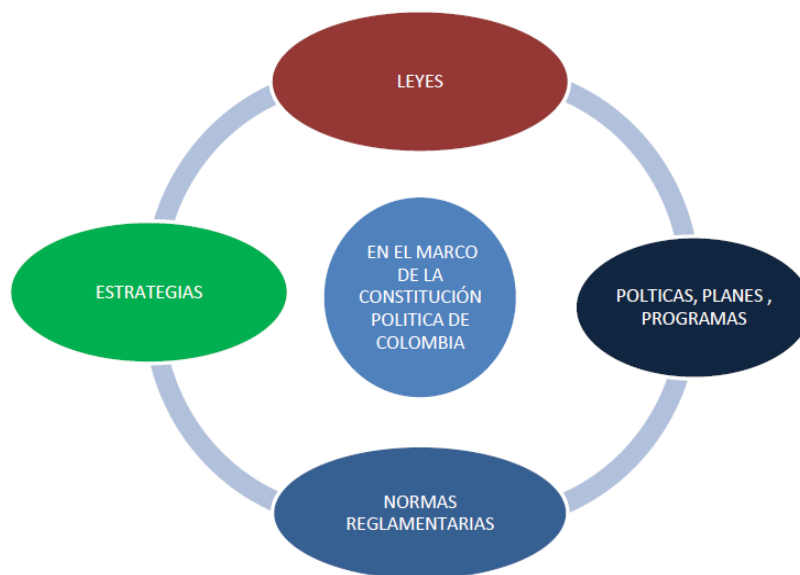 LEYES
ESTRATEGIAS
EN EL MARCO
DE LA
CONSTITUCIÓN
POLITICA DE
COLOMBIA
POLTICAS, PLANES ,
PROGRAMAS
NORMAS
REGLAMENTARIAS